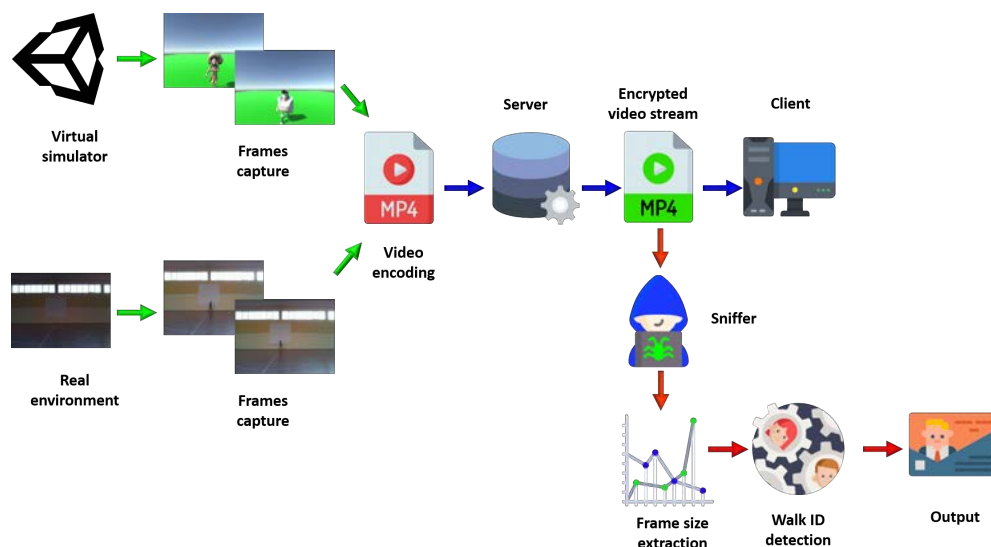 Virtual
simulator
Frames
capture
Real
environment
Frames
capture
MP4
Video
encoding
Server
Encrypted
video stream
MP4
Client
Sniffer
Frame size
extraction
Walk ID
detection
Output